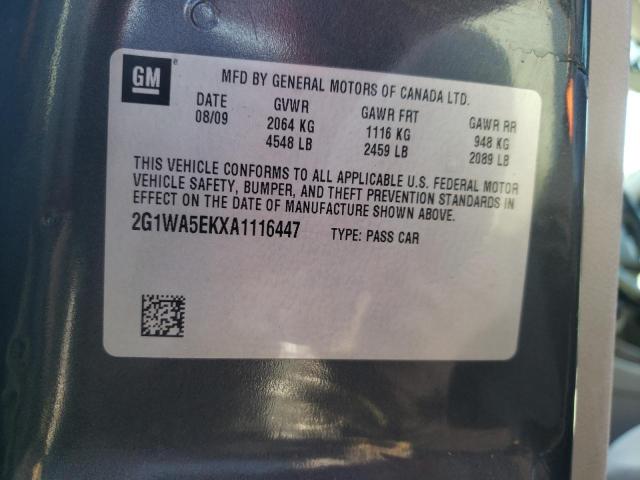 GM
®
MFD BY GENERAL MOTORS OF CANADA LTD.
DATE GVWR GAWR FRT GAWR RR
08/09 2064 KG 1116 KG 948 KG
4548 LB 2459 LB 2089 LB
THIS VEHICLE CONFORMS TO ALL APPLICABLE U.S. FEDERAL MOTOR
VEHICLE SAFETY, BUMPER, AND THEFT PREVENTION STANDARDS IN
EFFECT ON THE DATE OF MANUFACTURE SHOWN ABOVE.
2G1WA5EKXA1116447 TYPE: PASS CAR